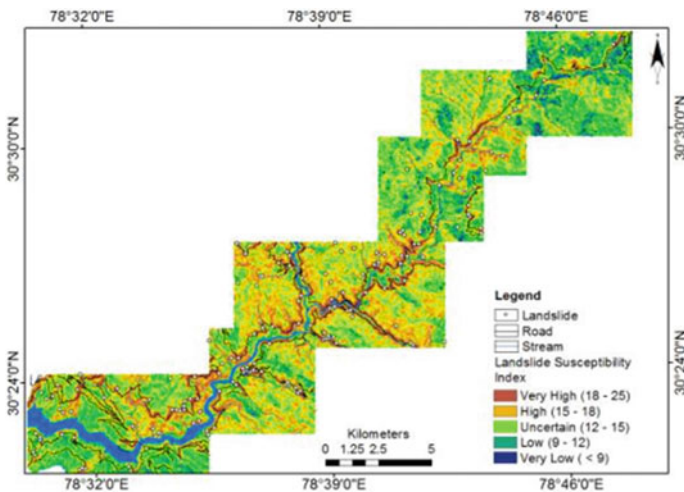 78°32'0"E 78°39'0"E 78°46'0"E
30°30'0"N
30°30'0"N
Legend
Landslide
Road
Stream
Landslide Susceptibility
Index
Very High (18 - 25)
High (15 - 18)
Uncertain (12 - 15)
Low (9 - 12)
Very Low ( < 9)
30°24'0"N
30°24'0"N
Kilometers
0 1.25 2.5 5
78°32'0"E 78°39'0"E 78°46'0"E